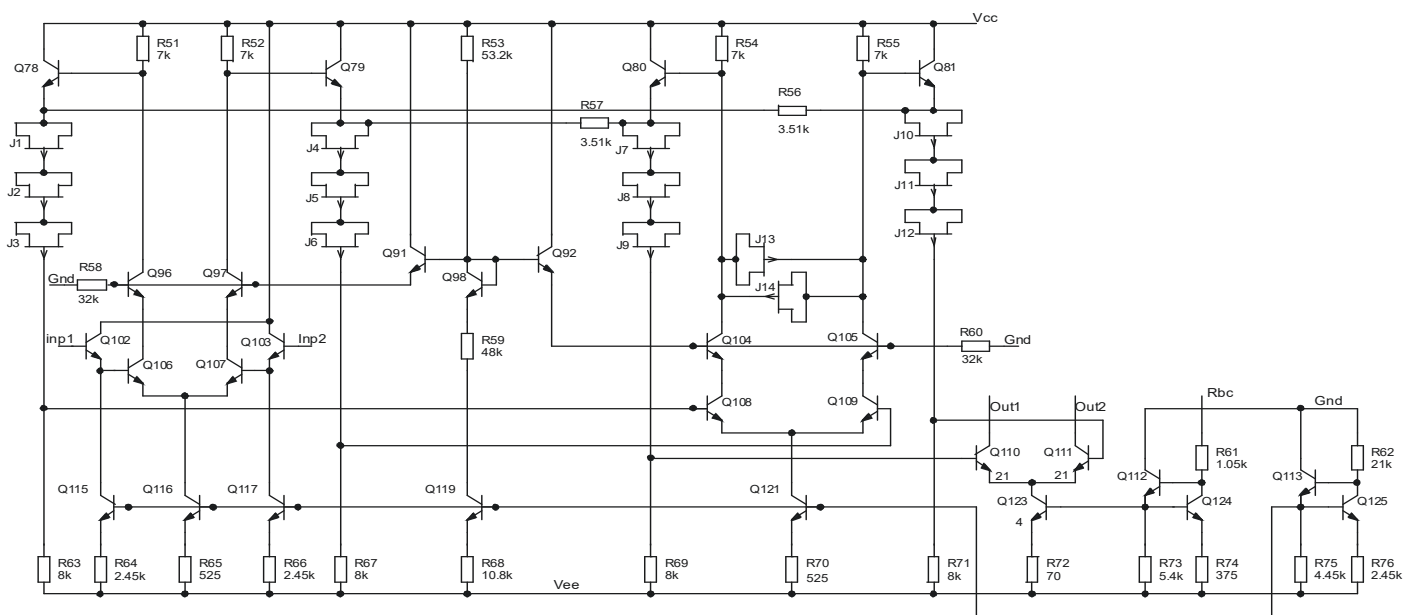 Vcc
R51
7k
R52
7k
R53
53.2k
R54
7k
R55
7k
Q78
Q79
Q80
Q81
R56
3.51k
R57
3.51k
J1
J4
J7
J10
J2
J5
J8
J11
J3
J6
J9
J12
Q91
Q92
J13
Gnd
R58
32k
Q96
Q97
Q98
J14
inp1
Q102
Q103
Inp2
R59
48k
Q104
Q105
R60
32k
Gnd
Q106
Q107
Q108
Q109
Out1
Out2
Rbc
Gnd
Q110
21
Q111
21
R61
1.05k
R62
21k
Q112
Q113
Q115
Q116
Q117
Q119
Q121
Q123
4
Q124
Q125
R63
8k
R64
2.45k
R65
525
R66
2.45k
R67
8k
R68
10.8k
R69
8k
R70
525
R71
8k
R72
70
R73
5.4k
R74
375
R75
4.45k
R76
2.45k
Vee